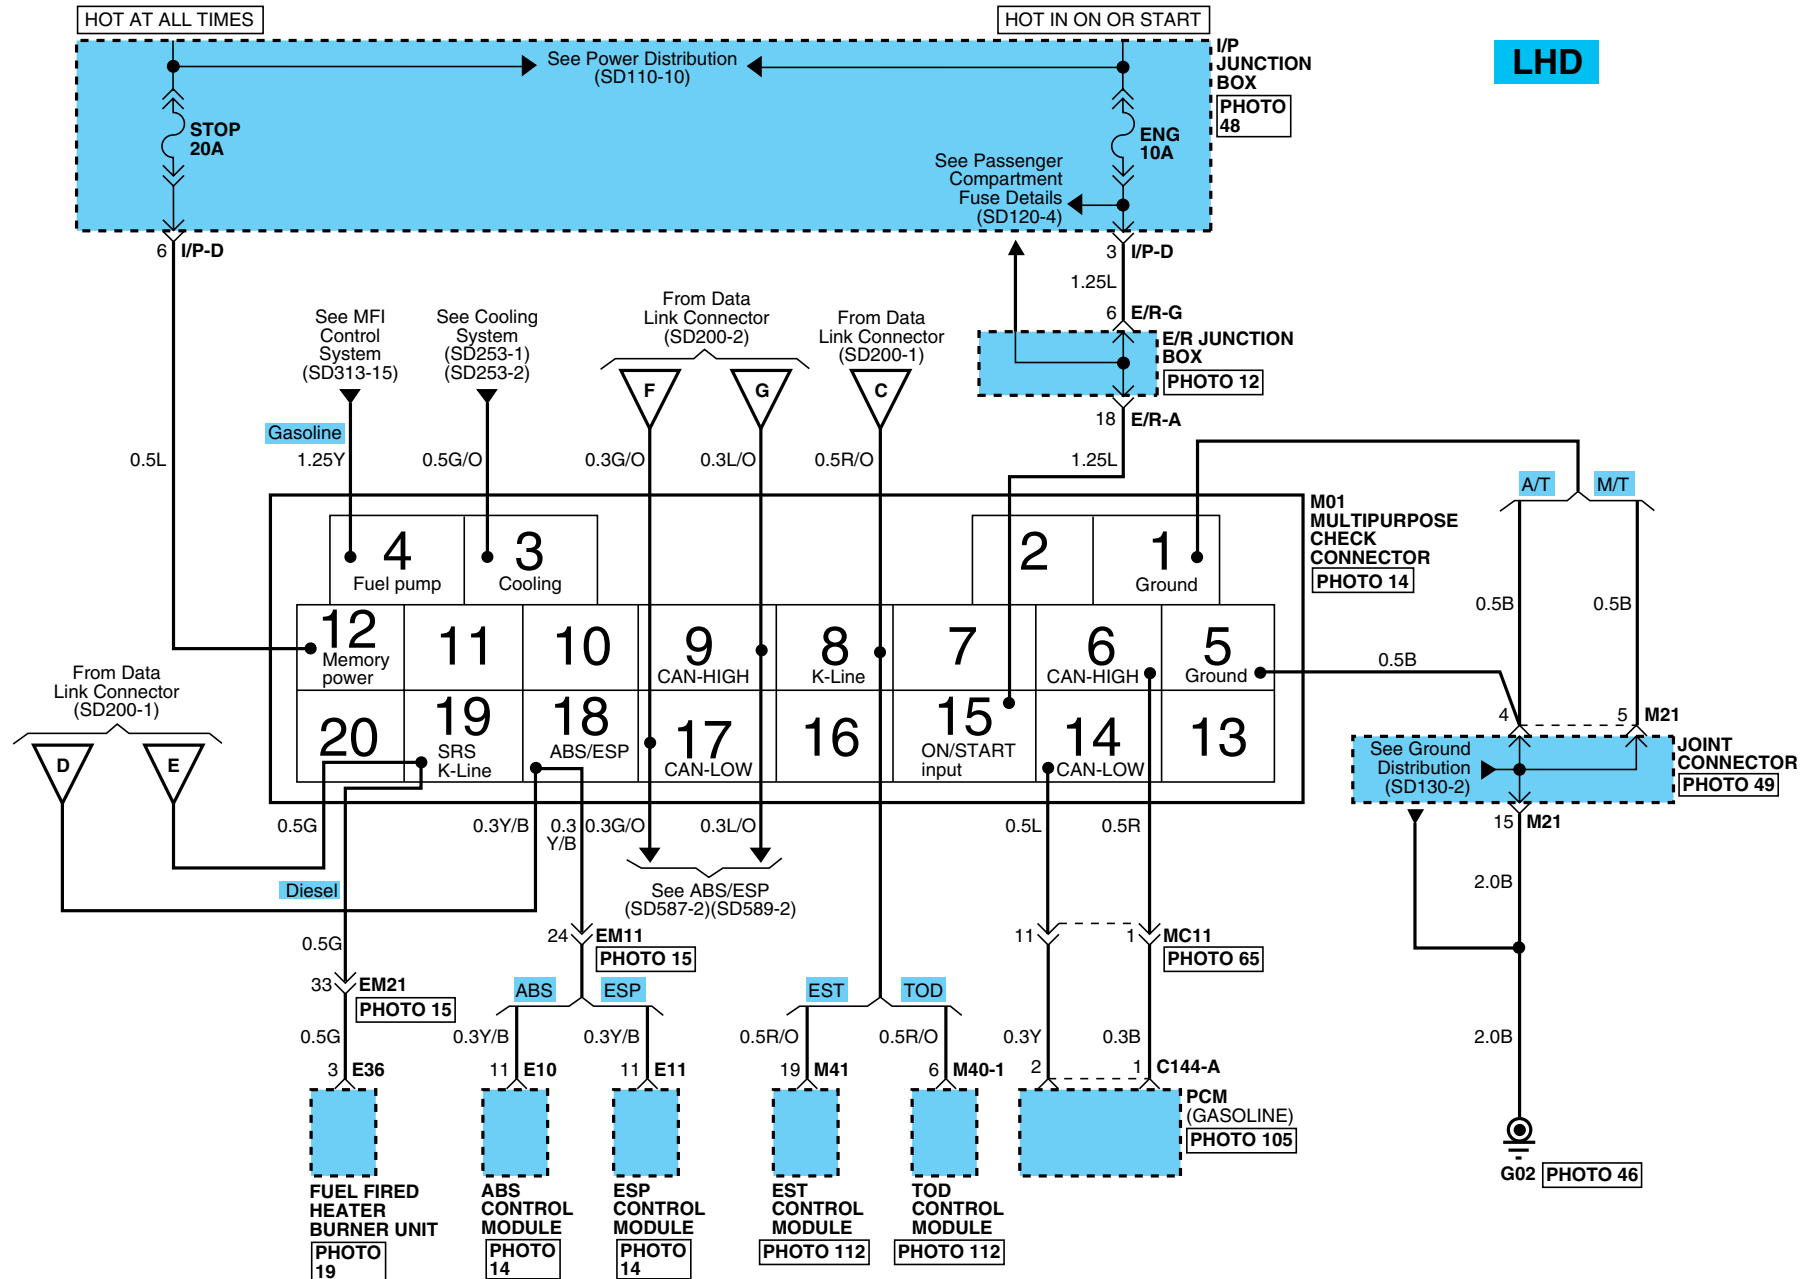 HOT AT ALL TIMES
HOT IN ON OR START
LHD
I/P
JUNCTION
BOX
PHOTO
48
See Power Distribution
(SD110-10)
STOP
20A
ENG
10A
See Passenger
Compartment
Fuse Details
(SD120-4)
6 I/P-D
3 I/P-D
1.25L
6 E/R-G
E/R JUNCTION
BOX
PHOTO 12
18 E/R-A
See MFI
Control
System
(SD313-15)
See Cooling
System
(SD253-1)
(SD253-2)
From Data
Link Connector
(SD200-2)
From Data
Link Connector
(SD200-1)
F
G
C
Gasoline
0.5L
1.25Y
0.5G/O
0.3G/O
0.3L/O
0.5R/O
1.25L
A/T
M/T
M01
MULTIPURPOSE
CHECK
CONNECTOR
PHOTO 14
4
Fuel pump
3
Cooling
2
1
Ground
0.5B
0.5B
12
Memory
power
11
10
9
CAN-HIGH
8
K-Line
7
6
CAN-HIGH
5
Ground
0.5B
20
19
SRS
K-Line
18
ABS/ESP
17
CAN-LOW
16
15
ON/START
input
14
CAN-LOW
13
From Data
Link Connector
(SD200-1)
D
E
4
5 M21
See Ground
Distribution
(SD130-2)
JOINT
CONNECTOR
PHOTO 49
15 M21
0.5G
0.3Y/B
0.3
Y/B
0.3G/O
0.3L/O
0.5L
0.5R
2.0B
Diesel
See ABS/ESP
(SD587-2)(SD589-2)
0.5G
24 EM11
PHOTO 15
11
1 MC11
PHOTO 65
33 EM21
PHOTO 15
ABS
ESP
EST
TOD
0.5G
0.3Y/B
0.3Y/B
0.5R/O
0.5R/O
0.3Y
0.3B
2.0B
3 E36
11 E10
11 E11
19 M41
6 M40-1
2
1 C144-A
PCM
(GASOLINE)
PHOTO 105
G02 PHOTO 46
FUEL FIRED
HEATER
BURNER UNIT
PHOTO
19
ABS
CONTROL
MODULE
PHOTO
14
ESP
CONTROL
MODULE
PHOTO
14
EST
CONTROL
MODULE
PHOTO 112
TOD
CONTROL
MODULE
PHOTO 112